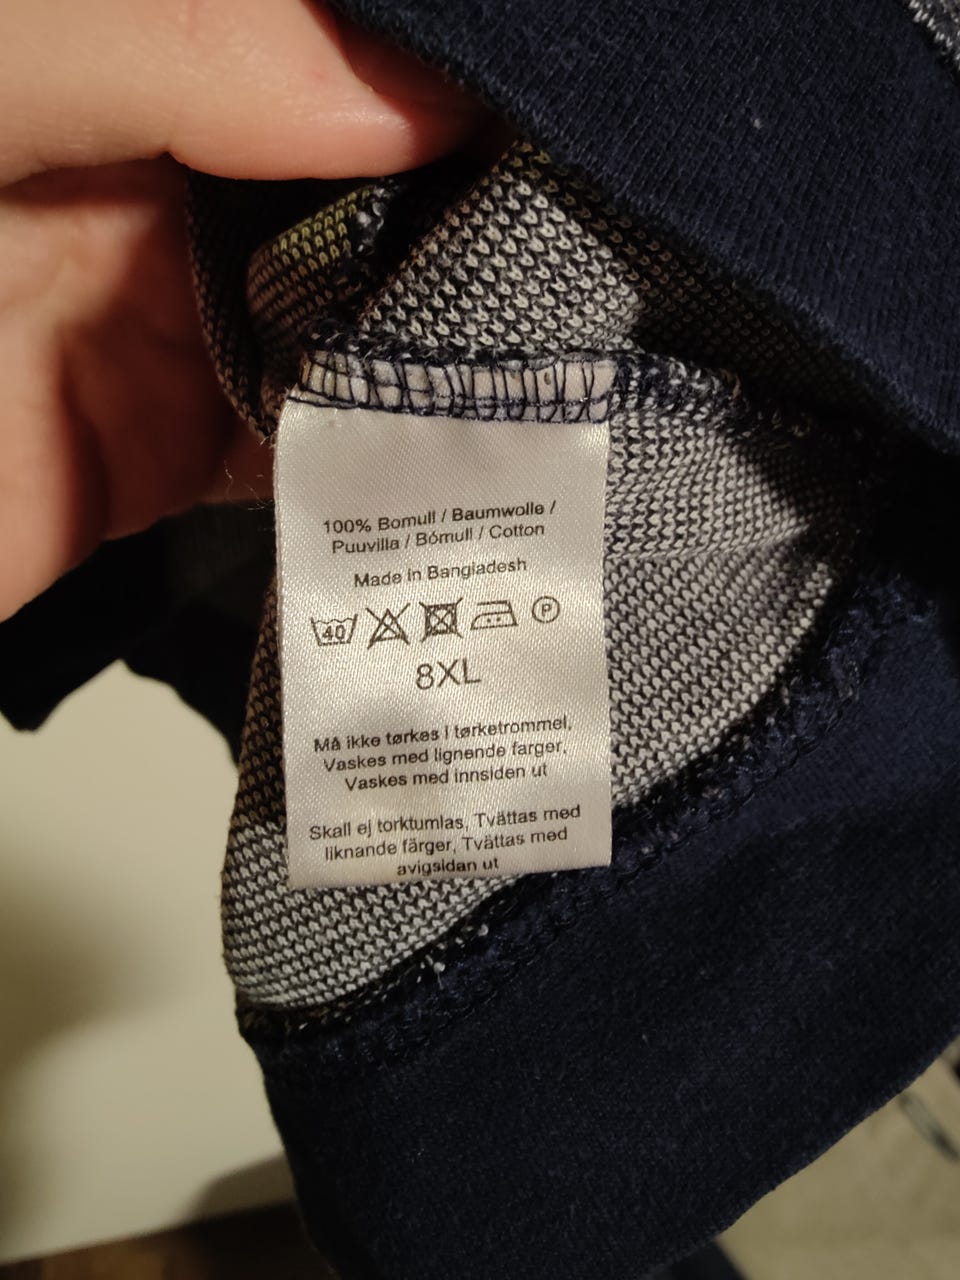 100% Bomull / Baumwolle /
Puuvilla / Bómull / Cotton
Made in Bangladesh
40 P
8XL
Må ikke tørkes I tørketrommel,
Vaskes med lignende farger,
Vaskes med innsiden ut
Skall ej torktumlas, Tvättas med
liknande färger, Tvättas med
avigsidan ut